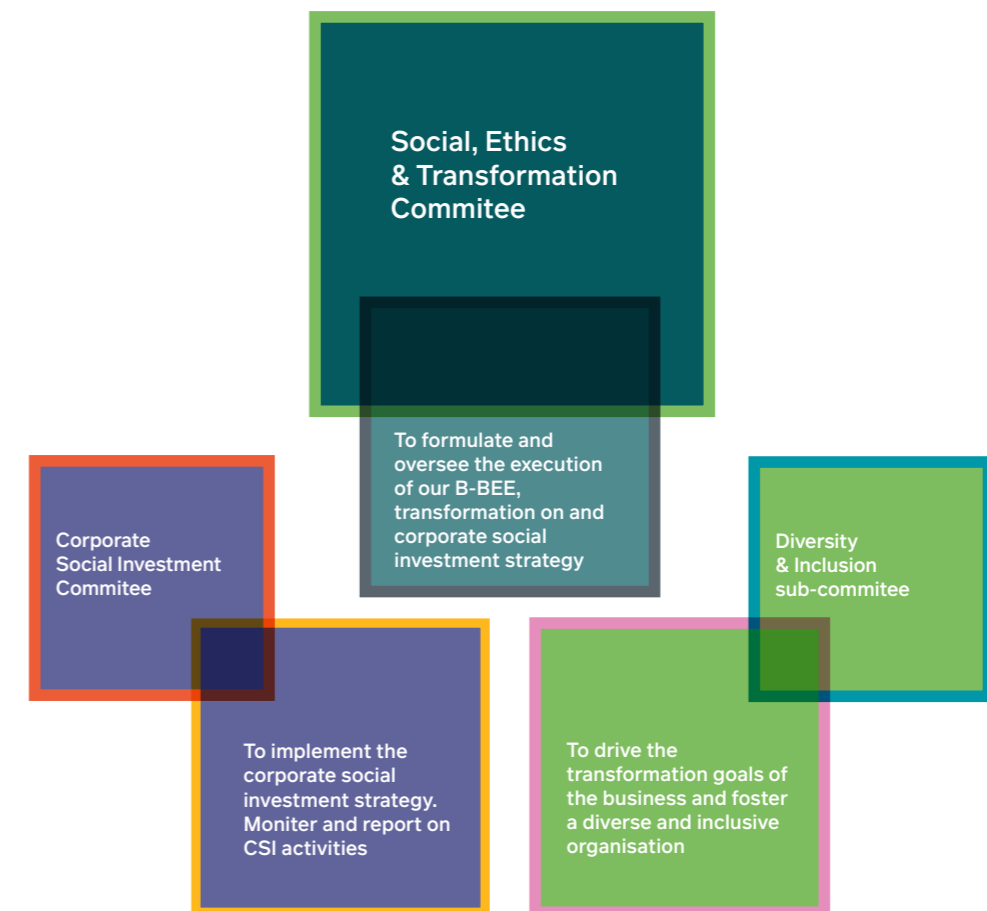 Social, Ethics
& Transformation
Commitee
To formulate and
oversee the execution
of our B-BEE,
transformation on and
corporate social
investment strategy
Corporate
Social Investment
Commitee
To implement the
corporate social
investment strategy.
Moniter and report on
CSI activities
Diversity
& Inclusion
sub-commitee
To drive the
transformation goals of
the business and foster
a diverse and inclusive
organisation